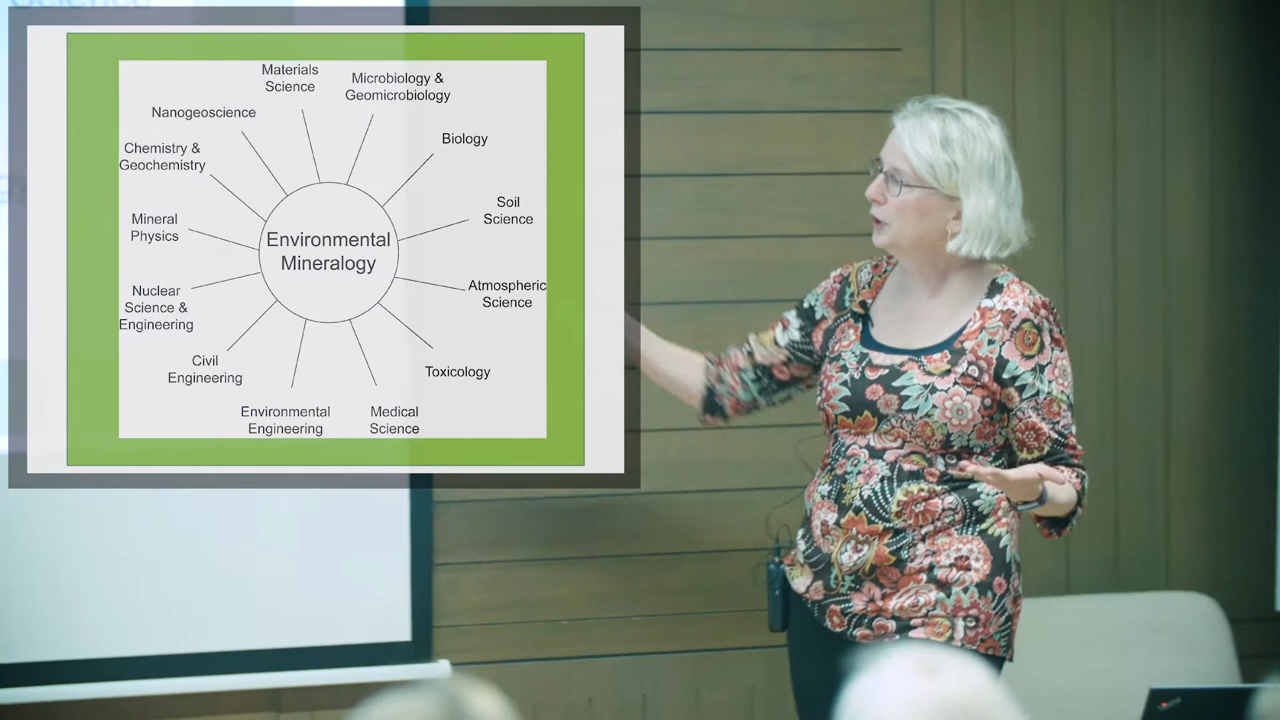 Science
Materials
Science
Microbiology &
Geomicrobiology
Nanogeoscience
Biology
Chemistry &
Geochemistry
Soil
Science
Mineral
Physics
Environmental
Mineralogy
Atmospheric
Science
Nuclear
Science &
Engineering
Civil
Engineering
Toxicology
Environmental
Engineering
Medical
Science